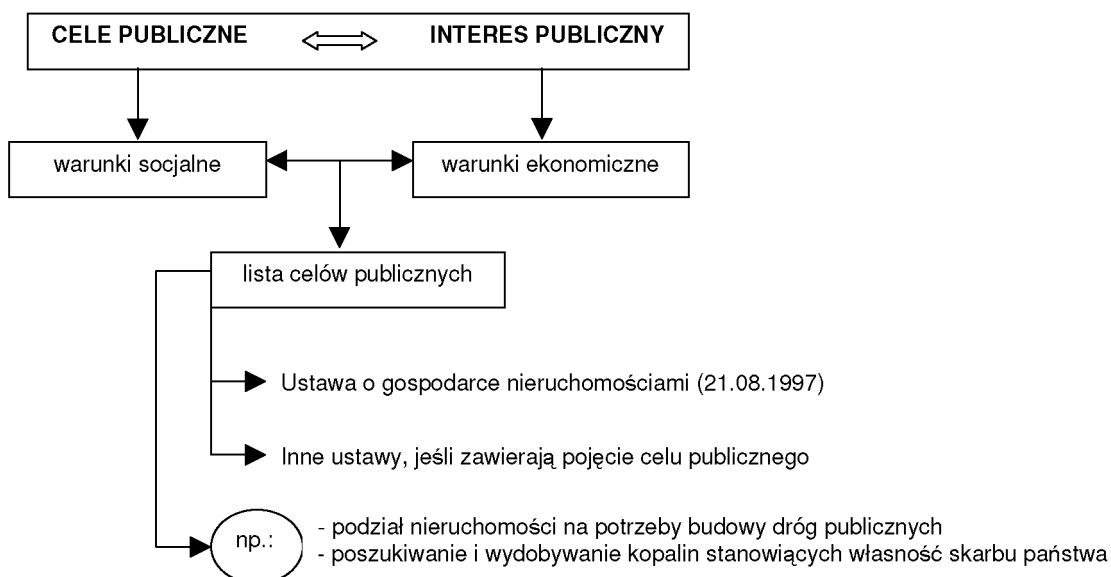 CELE PUBLICZNE INTERES PUBLICZNY
warunki socjalne warunki ekonomiczne
lista celów publicznych
Ustawa o gospodarce nieruchomościami (21.08.1997)
Inne ustawy, jeśli zawierają pojęcie celu publicznego
np.: - podział nieruchomości na potrzeby budowy dróg publicznych
- poszukiwanie i wydobywanie kopalin stanowiących własność skarbu państwa